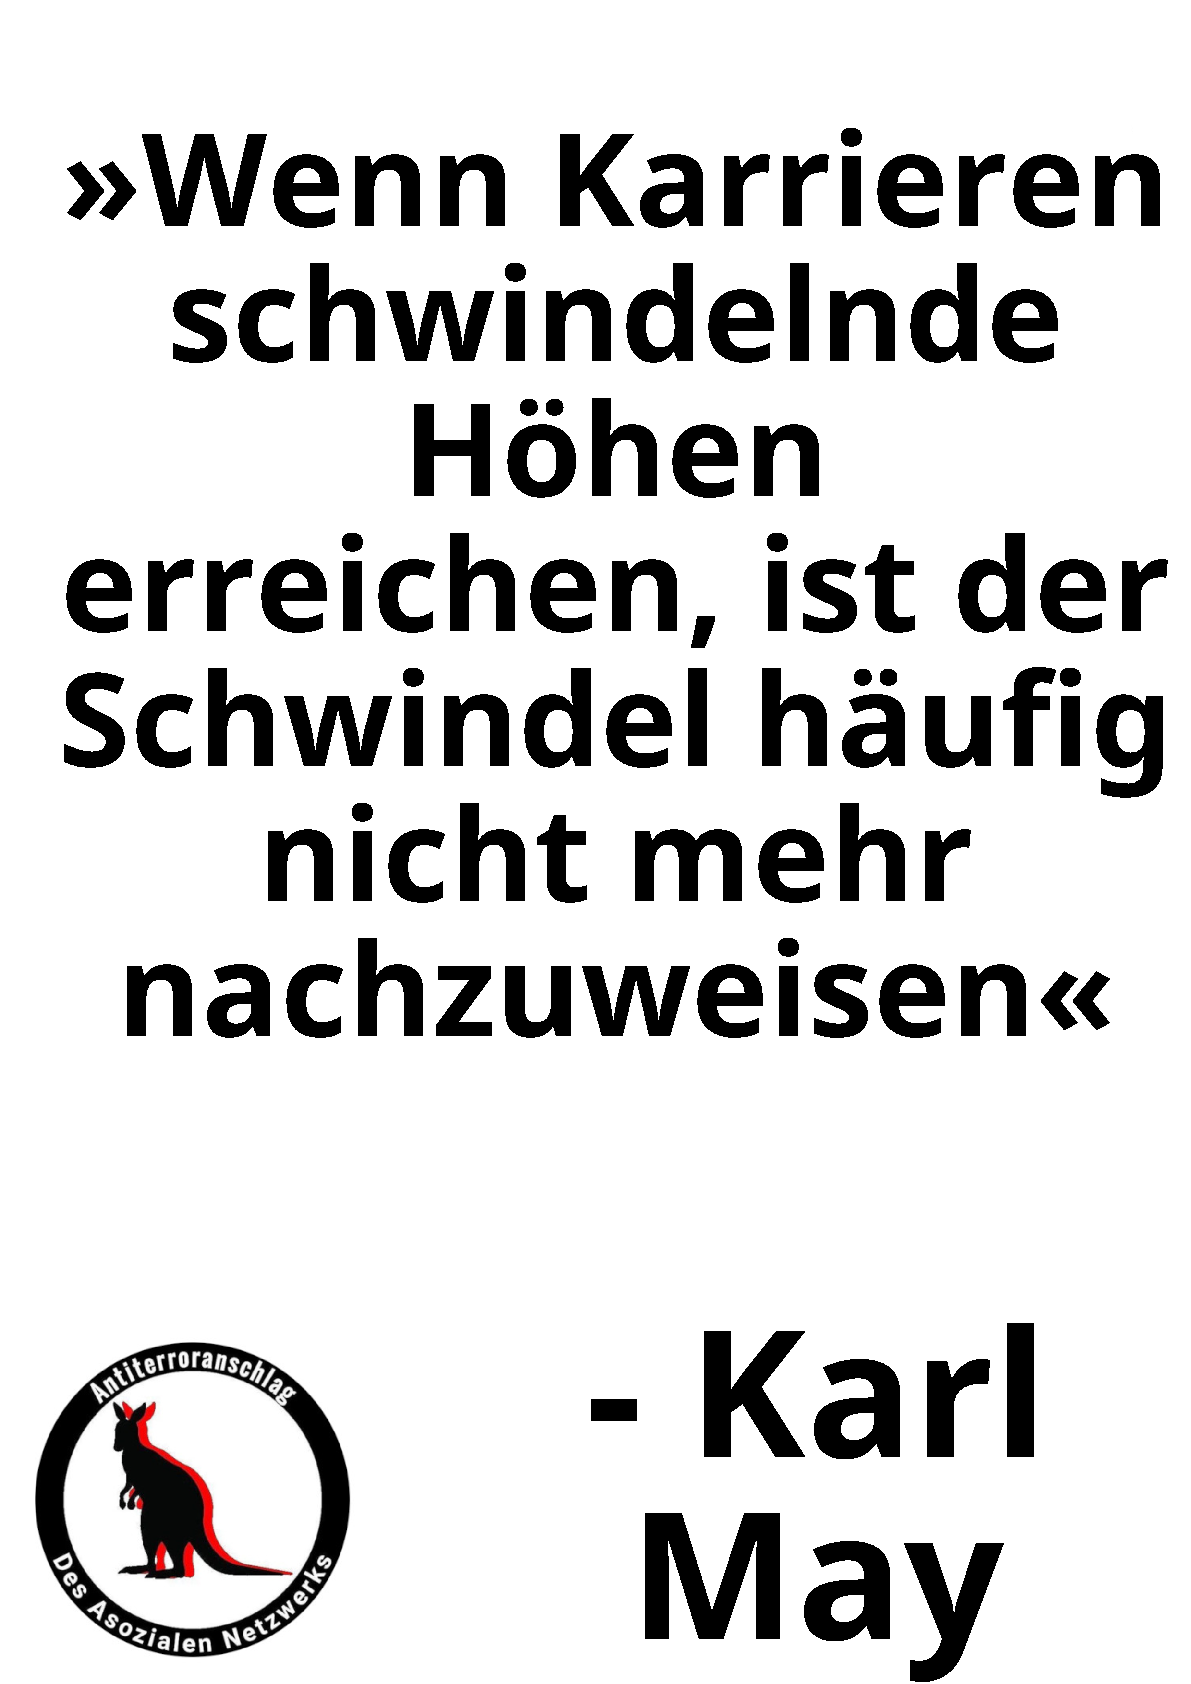 »Wenn Karrieren
schwindelnde
Höhen
erreichen, ist der
Schwindel häufig
nicht mehr
nachzuweisen«
- Karl
May
Antiterroranschlag
Des Asozialen Netzwerks